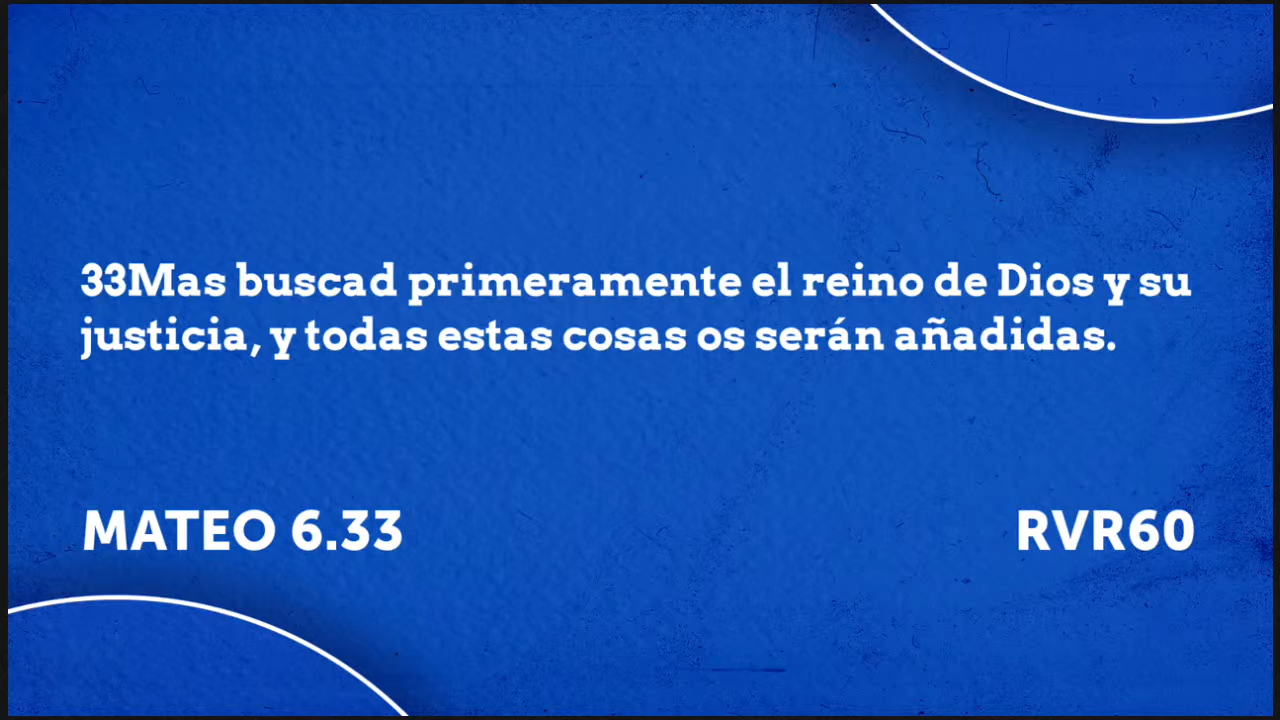 33Mas buscad primeramente el reino de Dios y su
justicia, y todas estas cosas os serán añadidas.
MATEO 6.33
RVR60